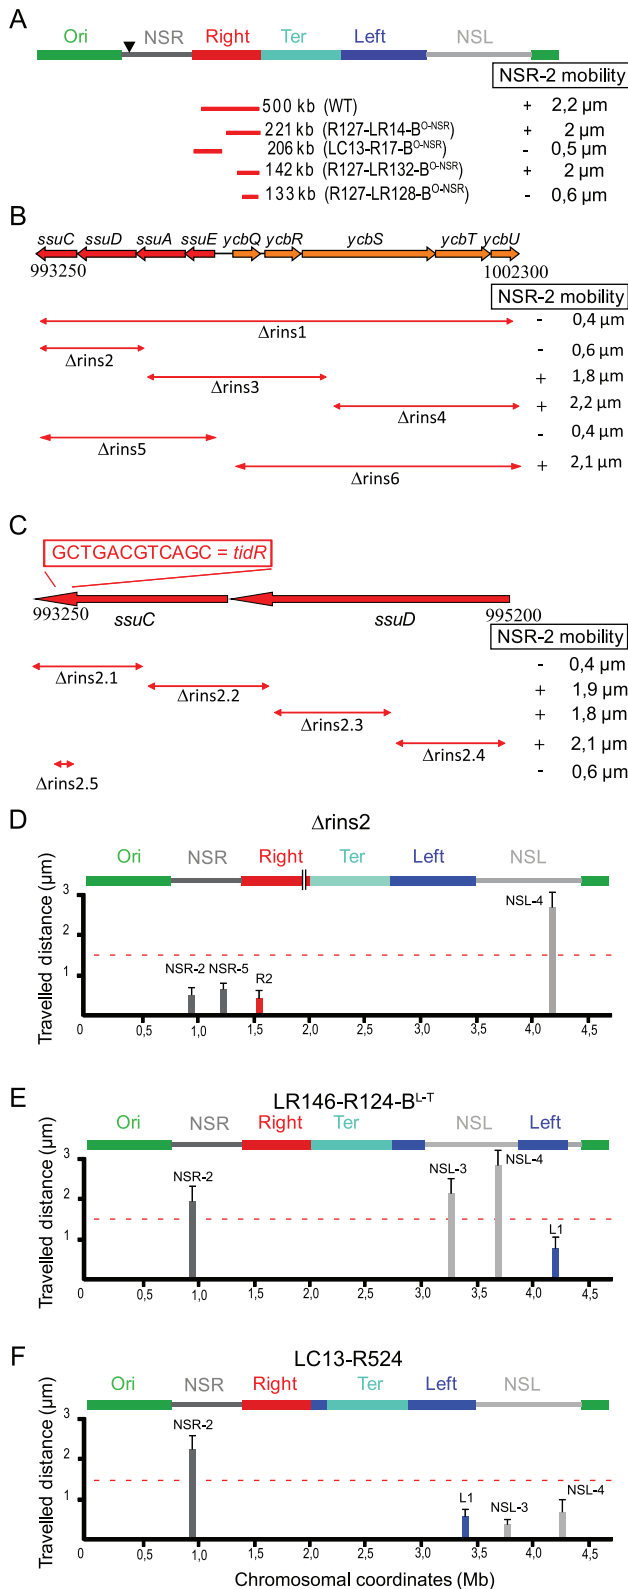 A
Ori NSR Right Ter Left NSL
NSR-2 mobility
500 kb (WT) + 2,2 µm
221 kb (R127-LR14-B^O-NSR) + 2 µm
206 kb (LC13-R17-B^O-NSR) - 0,5 µm
142 kb (R127-LR132-B^O-NSR) + 2 µm
133 kb (R127-LR128-B^O-NSR) - 0,6 µm
B
ssuC ssuD ssuA ssuE ycbQ ycbR ycbS ycbT ycbU
993250 1002300
NSR-2 mobility
Δrins1 - 0,4 µm
Δrins2 - 0,6 µm
Δrins3 + 1,8 µm
Δrins4 + 2,2 µm
Δrins5 - 0,4 µm
Δrins6 + 2,1 µm
C
GCTGACGTCAGC = tidR
993250 ssuC ssuD 995200
NSR-2 mobility
Δrins2.1 - 0,4 µm
Δrins2.2 + 1,9 µm
Δrins2.3 + 1,8 µm
Δrins2.4 + 2,1 µm
Δrins2.5 - 0,6 µm
D
Δrins2
Ori NSR Right Ter Left NSL
Travelled distance (µm)
3
2
1
NSR-2 NSR-5 R2 NSL-4
0 0,5 1,0 1,5 2,0 2,5 3,0 3,5 4,0 4,5
E
LR146-R124-B^L-T
Ori NSR Right Ter NSL Left
Travelled distance (µm)
3
2
1
NSR-2 NSL-3 NSL-4 L1
0 0,5 1,0 1,5 2,0 2,5 3,0 3,5 4,0 4,5
F
LC13-R524
Ori NSR Right Ter Left NSL
Travelled distance (µm)
3
2
1
NSR-2 L1 NSL-3 NSL-4
0 0,5 1,0 1,5 2,0 2,5 3,0 3,5 4,0 4,5
Chromosomal coordinates (Mb)